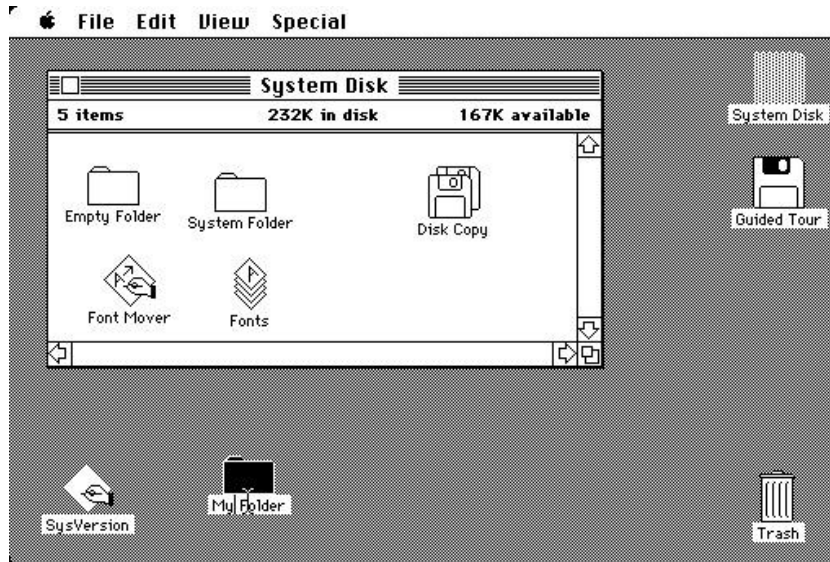 File Edit View Special
System Disk
5 items 232K in disk 167K available
System Disk
Empty Folder System Folder Disk Copy
Guided Tour
Font Mover Fonts
My Folder
SysVersion
Trash